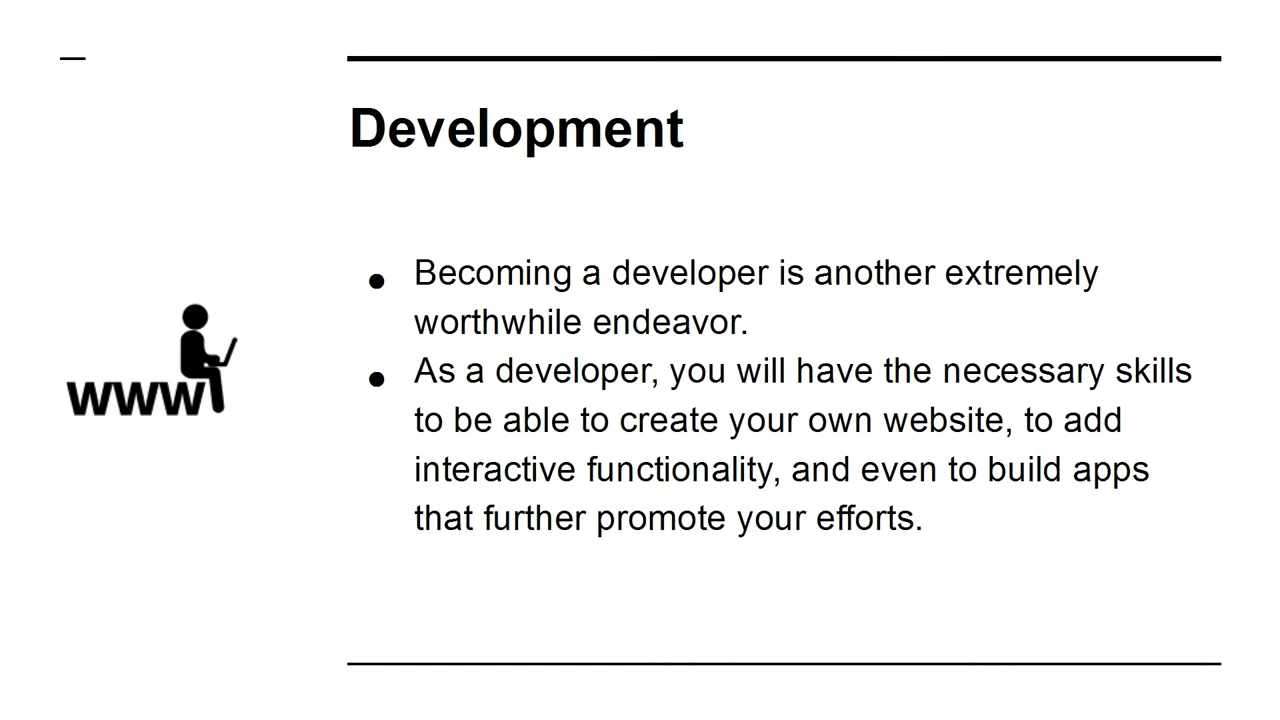 Development
www
● Becoming a developer is another extremely
worthwhile endeavor.
● As a developer, you will have the necessary skills
to be able to create your own website, to add
interactive functionality, and even to build apps
that further promote your efforts.